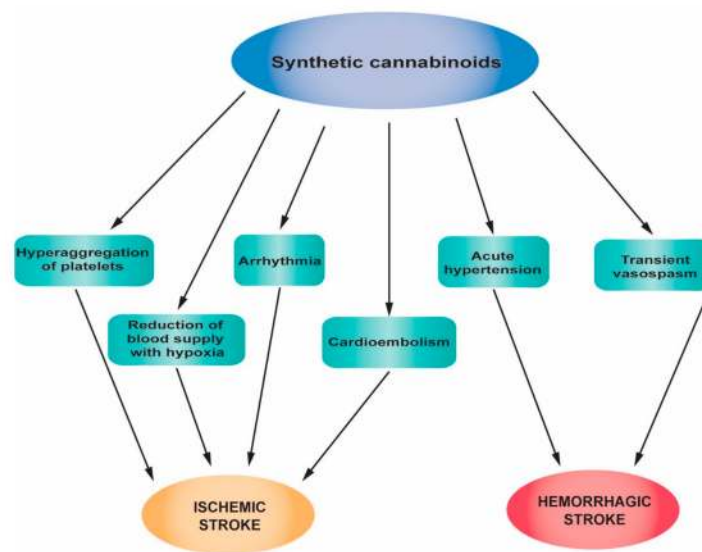 Synthetic cannabinoids
Hyperaggregation
of platelets
Arrhythmia
Acute
hypertension
Transient
vasospasm
Reduction of
blood supply
with hypoxia
Cardioembolism
ISCHEMIC
STROKE
HEMORRHAGIC
STROKE